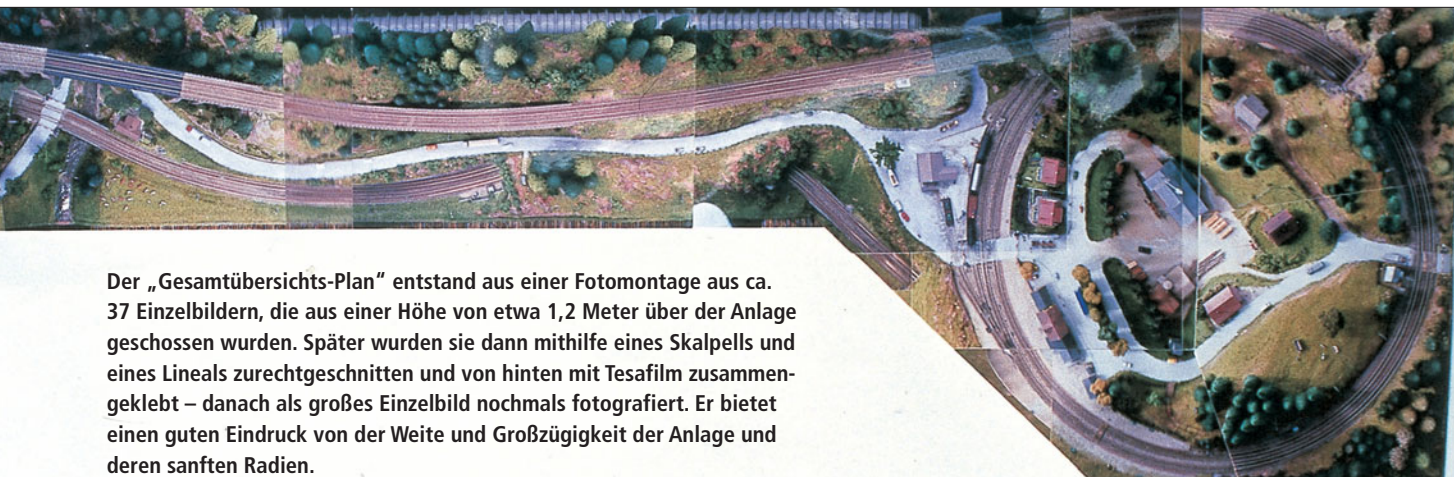 Der „Gesamtübersichts-Plan“ entstand aus einer Fotomontage aus ca.
37 Einzelbildern, die aus einer Höhe von etwa 1,2 Meter über der Anlage
geschossen wurden. Später wurden sie dann mithilfe eines Skalpells und
eines Lineals zurechtgeschnitten und von hinten mit Tesafilm zusammen-
geklebt – danach als großes Einzelbild nochmals fotografiert. Er bietet
einen guten Eindruck von der Weite und Großzügigkeit der Anlage und
deren sanften Radien.